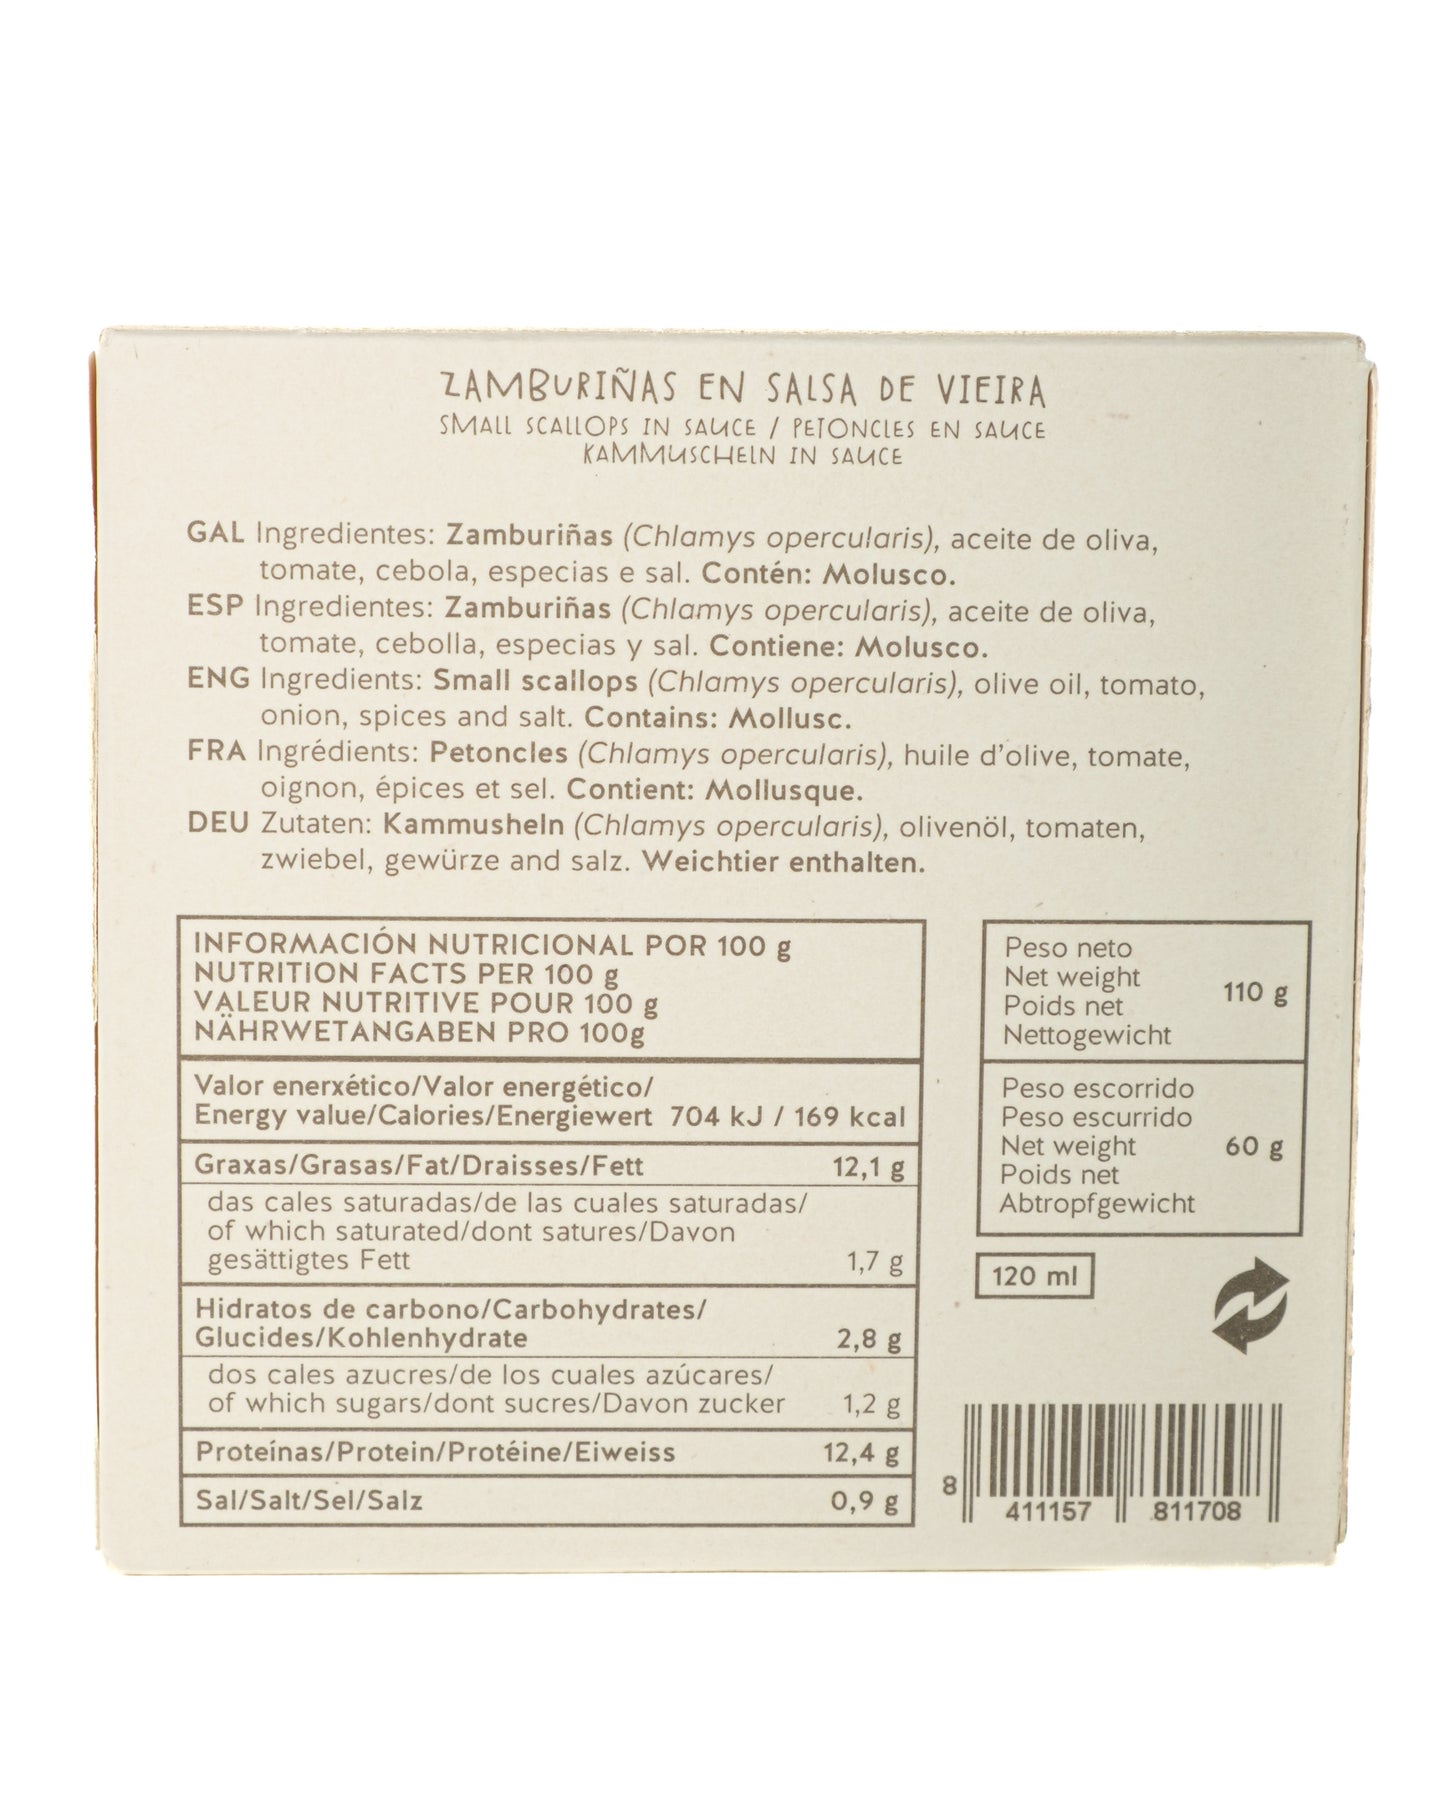 ZAMBURIÑAS EN SALSA DE VIEIRA
SMALL SCALLOPS IN SAUCE / PETONCLES EN SAUCE
KAMMUSCHELN IN SAUCE
GAL Ingredientes: Zamburiñas (Chlamys opercularis), aceite de oliva,
tomate, cebola, especias e sal. Contén: Molusco.
ESP Ingredientes: Zamburiñas (Chlamys opercularis), aceite de oliva,
tomate, cebolla, especias y sal. Contiene: Molusco.
ENG Ingredients: Small scallops (Chlamys opercularis), olive oil, tomato,
onion, spices and salt. Contains: Mollusc.
FRA Ingrédients: Petoncles (Chlamys opercularis), huile d'olive, tomate,
oignon, épices et sel. Contient: Mollusque.
DEU Zutaten: Kammusheln (Chlamys opercularis), olivenöl, tomaten,
zwiebel, gewürze and salz. Weichtier enthalten.
INFORMACIÓN NUTRICIONAL POR 100 g
NUTRITION FACTS PER 100 g
VALEUR NUTRITIVE POUR 100 g
NÄHRWETANGABEN PRO 100g
Valor enerxético/Valor energético/
Energy value/Calories/Energiewert 704 kJ / 169 kcal
Graxas/Grasas/Fat/Draisses/Fett 12,1 g
das cales saturadas/de las cuales saturadas/
of which saturated/dont satures/Davon
gesättigtes Fett 1,7 g
Hidratos de carbono/Carbohydrates/
Glucides/Kohlenhydrate 2,8 g
dos cales azucres/de los cuales azúcares/
of which sugars/dont sucres/Davon zucker 1,2 g
Proteínas/Protein/Protéine/Eiweiss 12,4 g
Sal/Salt/Sel/Salz 0,9 g
Peso neto
Net weight
Poids net
Nettogewicht
110 g
Peso escorrido
Peso escurrido
Net weight
Poids net
Abtropfgewicht
60 g
120 ml
8 411157 811708